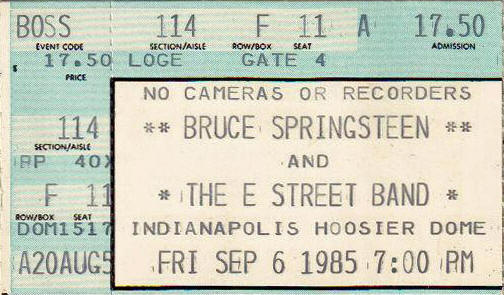 BOSS 114 F 11 A 17.50
EVENT CODE SECTION/AISLE ROW/BOX SEAT ADMISSION
$ 17.50 LOGE GATE 4
PRICE
NO CAMERAS OR RECORDERS
114 ** BRUCE SPRINGSTEEN **
SECTION/AISLE
RP 40X AND
F 11 * THE E STREET BAND *
ROW/BOX SEAT
DOM1517 INDIANAPOLIS HOOSIER DOME
A20AUG5 FRI SEP 6 1985 7:00 PM